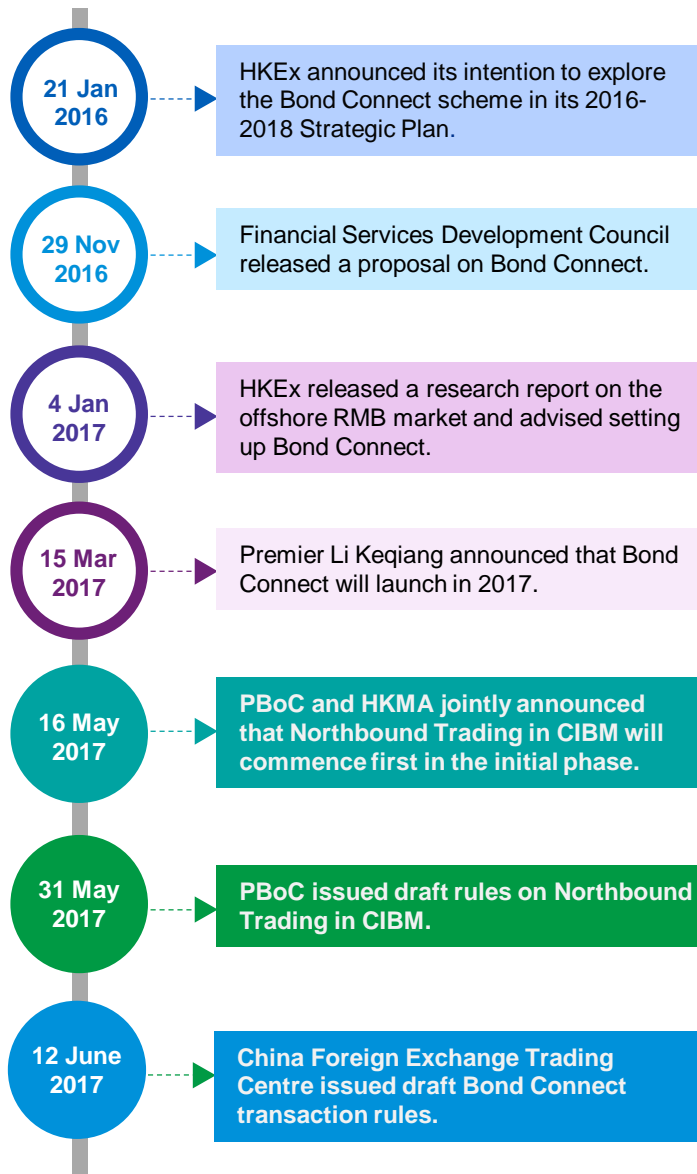 21 Jan
2016
HKEx announced its intention to explore
the Bond Connect scheme in its 2016-
2018 Strategic Plan.
29 Nov
2016
Financial Services Development Council
released a proposal on Bond Connect.
4 Jan
2017
HKEx released a research report on the
offshore RMB market and advised setting
up Bond Connect.
15 Mar
2017
Premier Li Keqiang announced that Bond
Connect will launch in 2017.
16 May
2017
PBoC and HKMA jointly announced
that Northbound Trading in CIBM will
commence first in the initial phase.
31 May
2017
PBoC issued draft rules on Northbound
Trading in CIBM.
12 June
2017
China Foreign Exchange Trading
Centre issued draft Bond Connect
transaction rules.